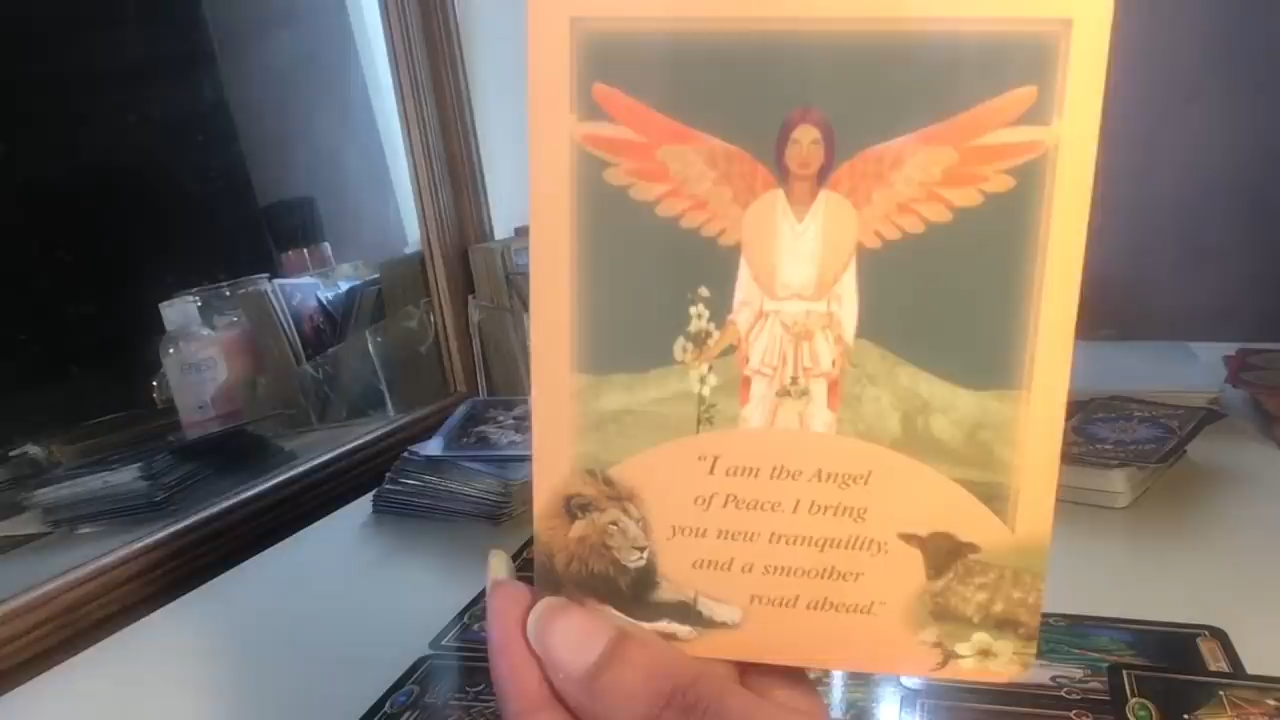 "I am the Angel
of Peace. I bring
you new tranquility,
and a smoother
road ahead."